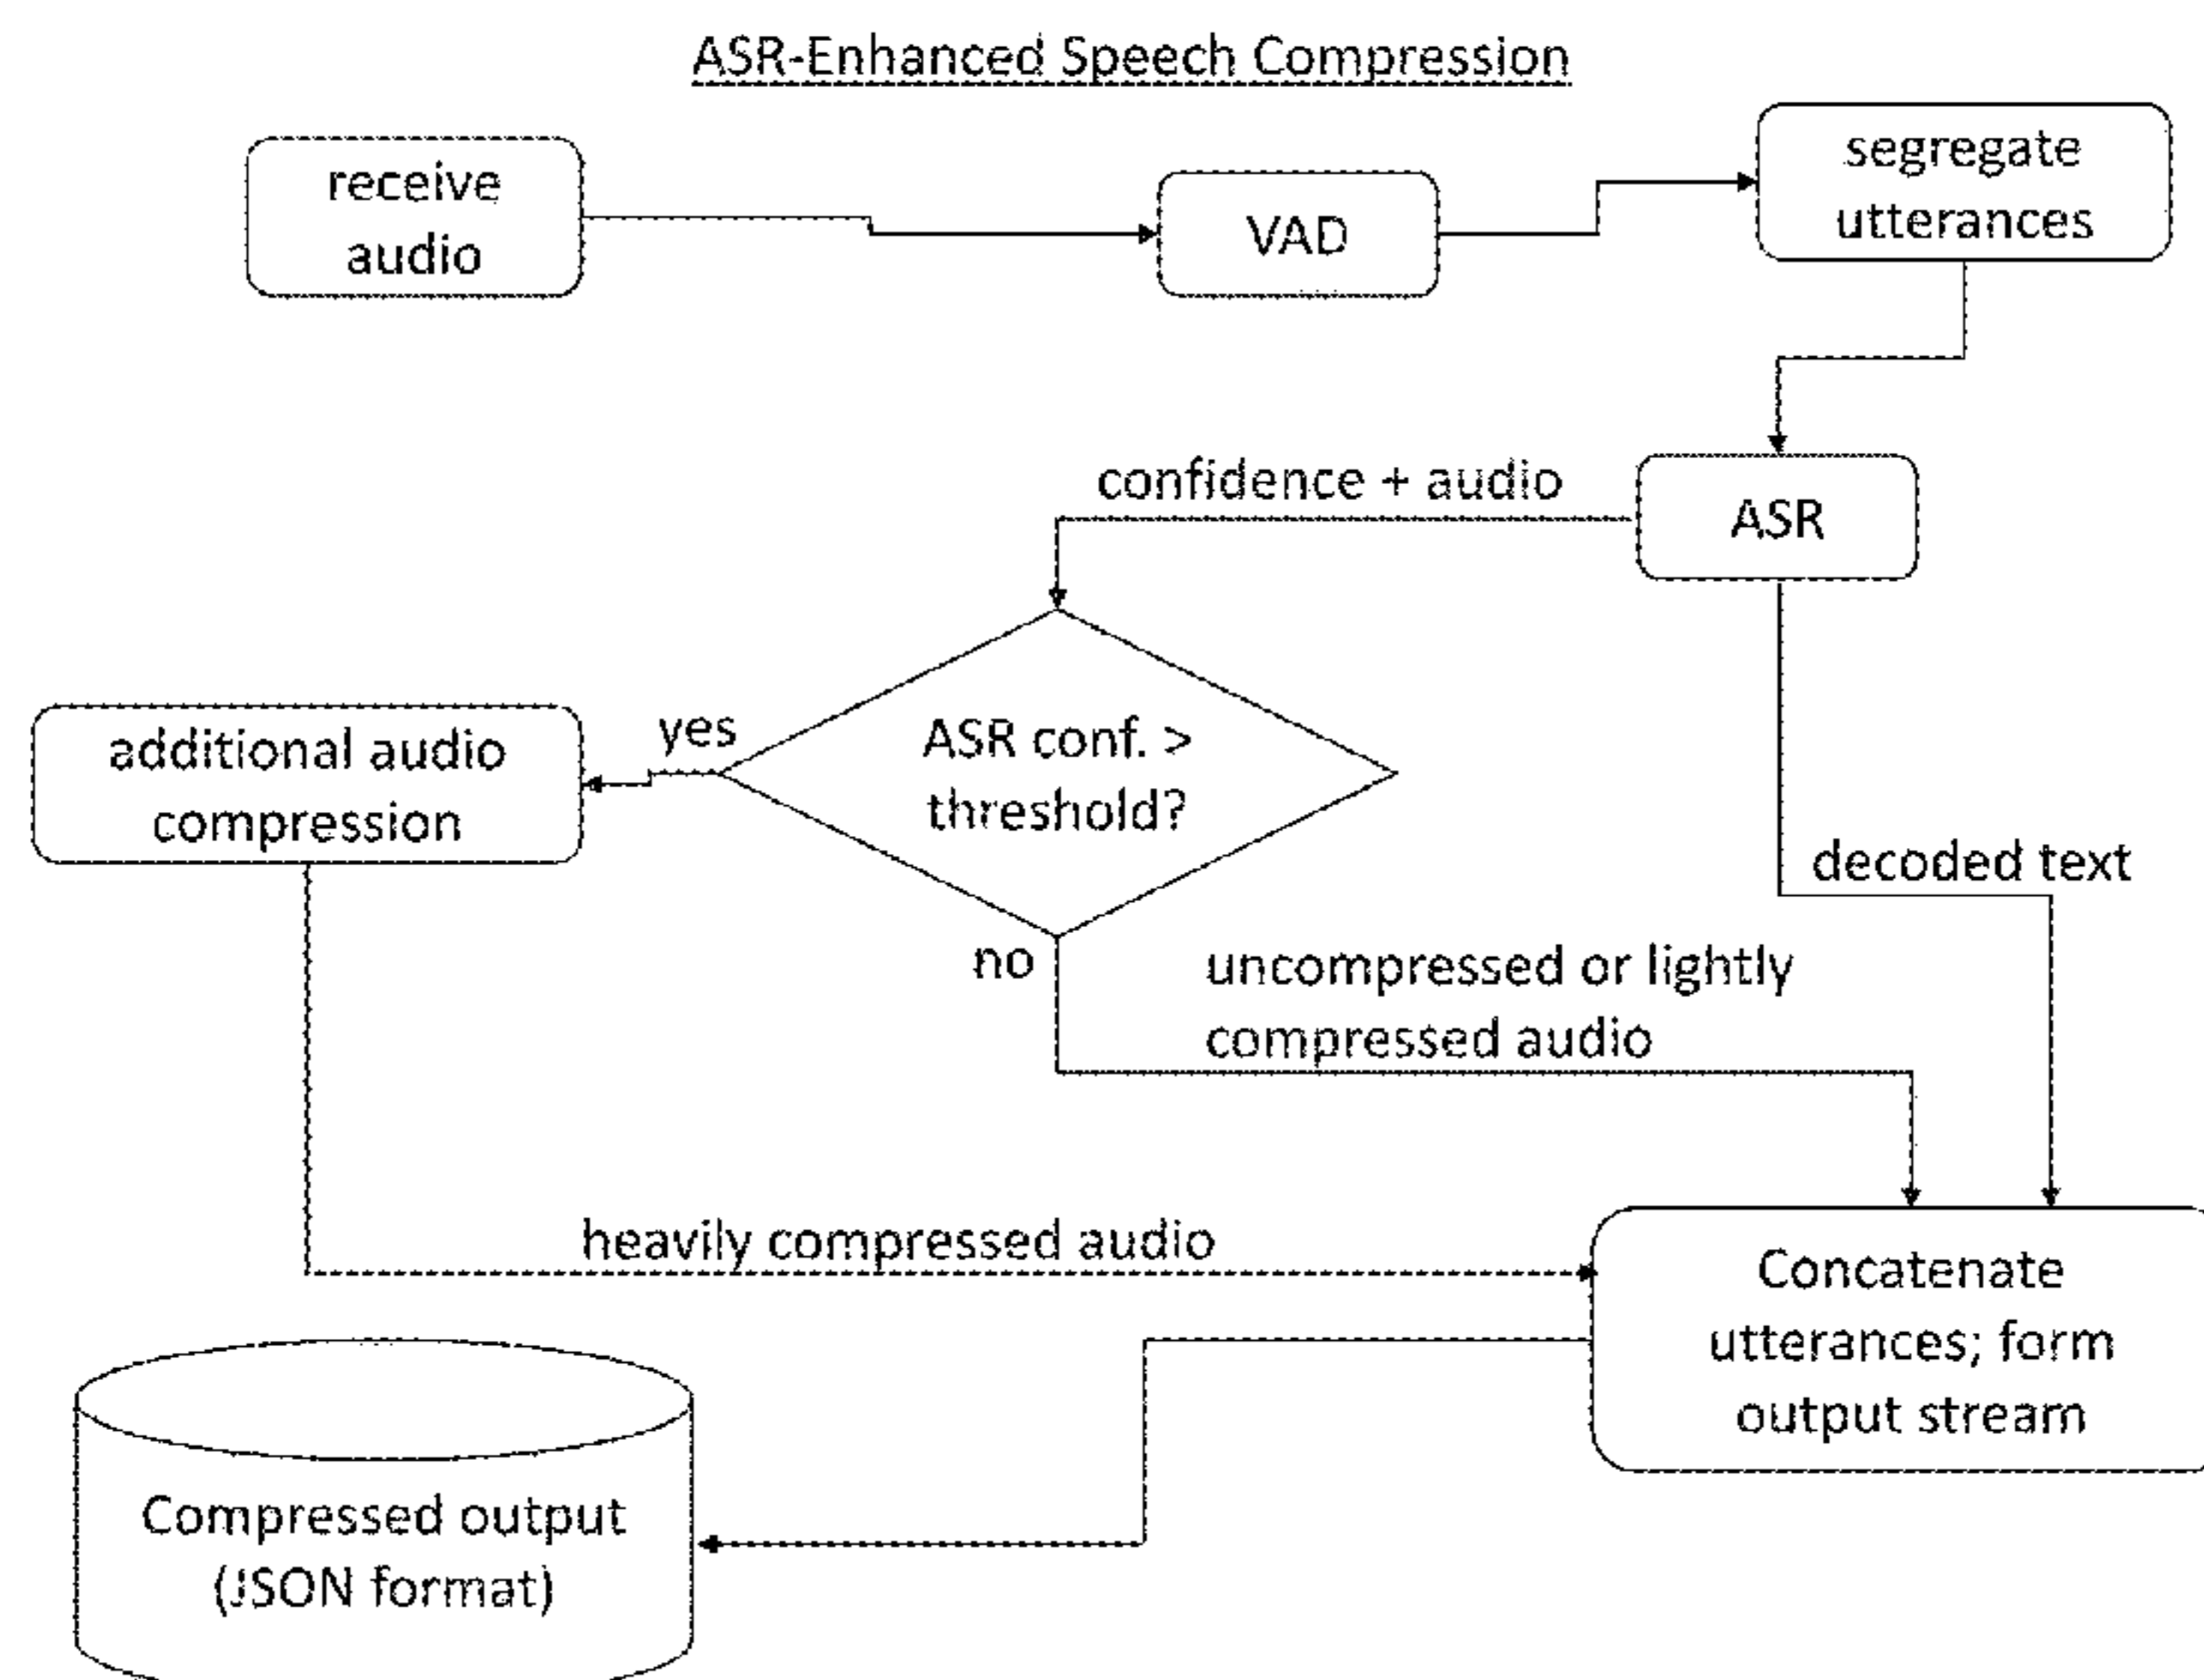 ASR-Enhanced Speech Compression
receive
audio
VAD
segregate
utterances
confidence + audio
ASR
additional audio
compression
yes
ASR conf. >
threshold?
decoded text
no
uncompressed or lightly
compressed audio
heavily compressed audio
Concatenate
utterances; form
output stream
Compressed output
(JSON format)